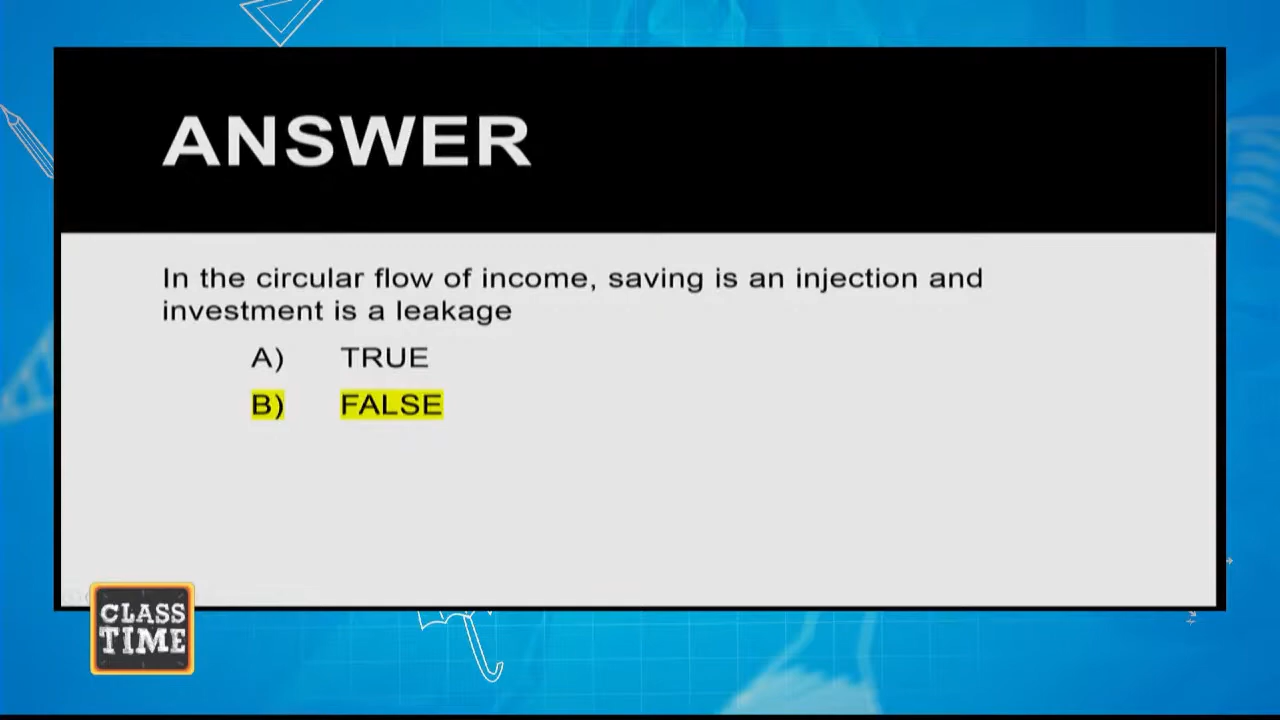 ANSWER
In the circular flow of income, saving is an injection and
investment is a leakage
A) TRUE
B) FALSE
CLASS
TIME